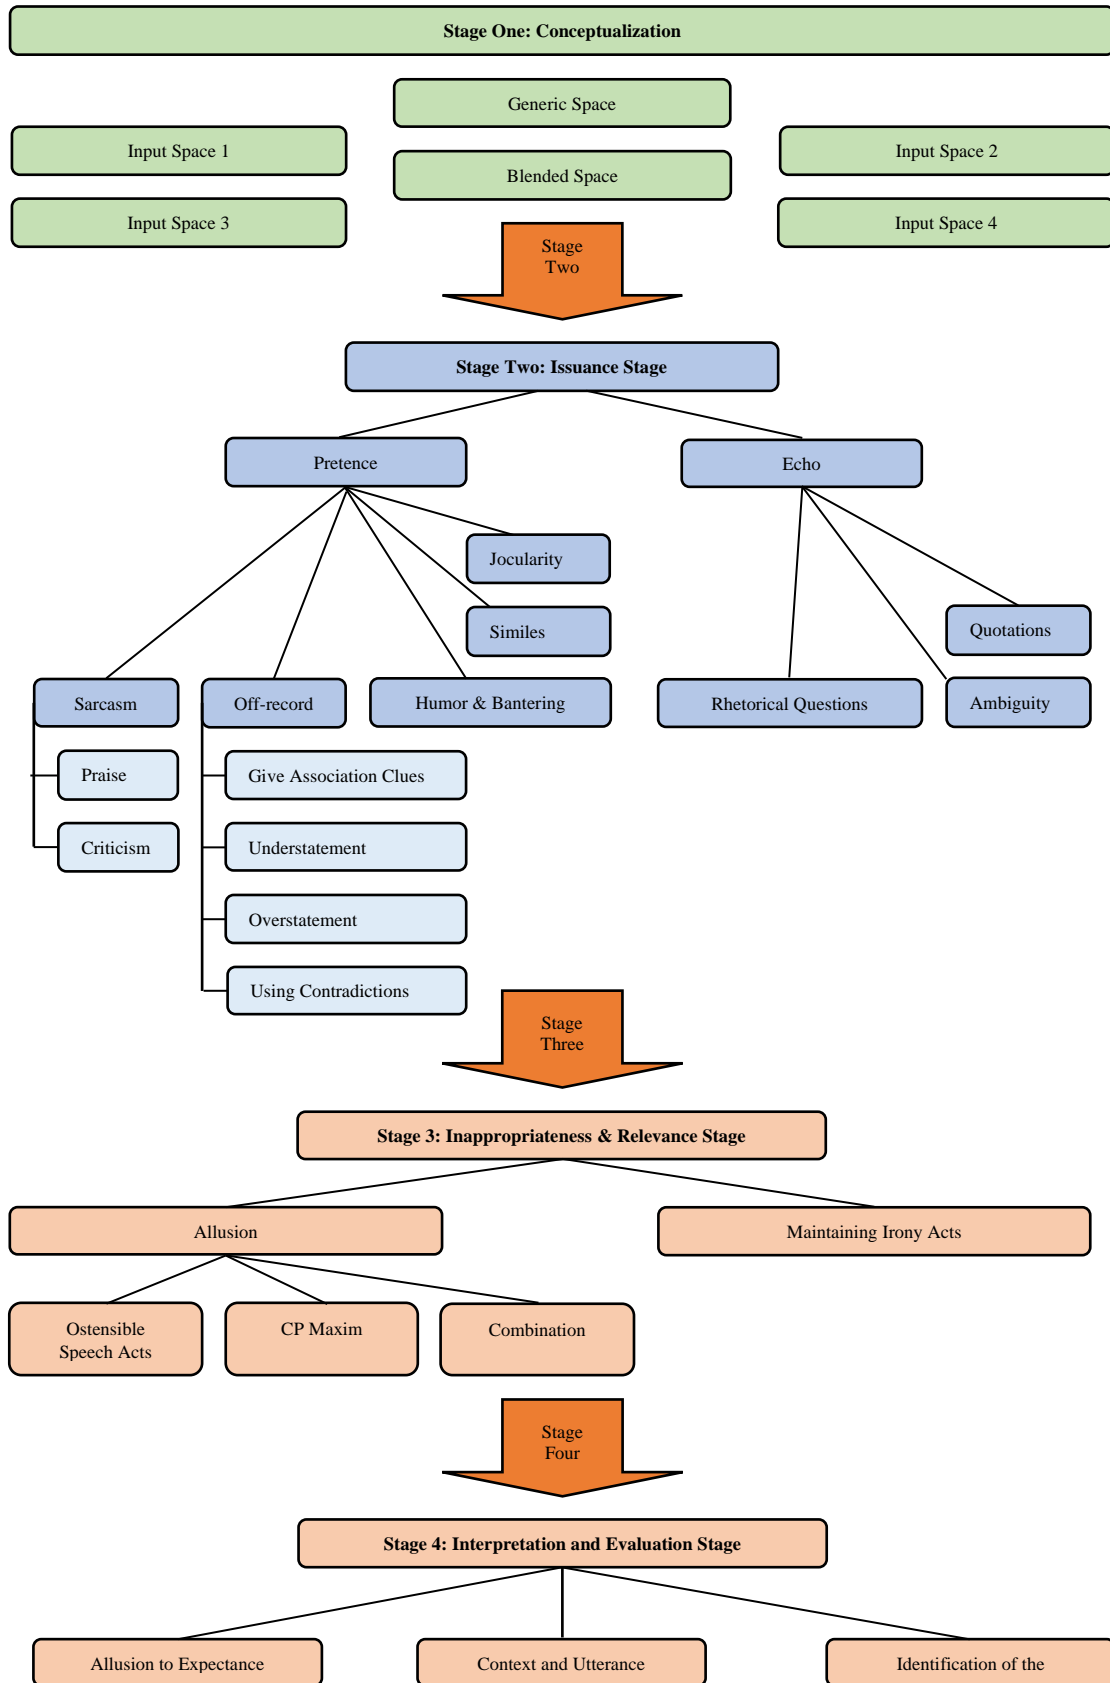 Stage One: Conceptualization
Generic Space
Input Space 1
Input Space 2
Blended Space
Input Space 3
Input Space 4
Stage
Two
Stage Two: Issuance Stage
Pretence
Echo
Jocularity
Similes
Quotations
Sarcasm
Off-record
Humor & Bantering
Rhetorical Questions
Ambiguity
Praise
Give Association Clues
Criticism
Understatement
Overstatement
Using Contradictions
Stage
Three
Stage 3: Inappropriateness & Relevance Stage
Allusion
Maintaining Irony Acts
Ostensible
Speech Acts
CP Maxim
Combination
Stage
Four
Stage 4: Interpretation and Evaluation Stage
Allusion to Expectance
Context and Utterance
Identification of the